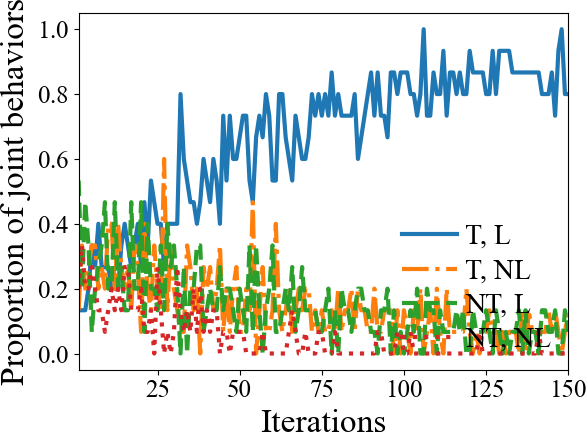 Proportion of joint behaviors
1.0
0.8
0.6
0.4
0.2
0.0
25 50 75 100 125 150
Iterations
T, L
T, NL
NT, L
NT, NL